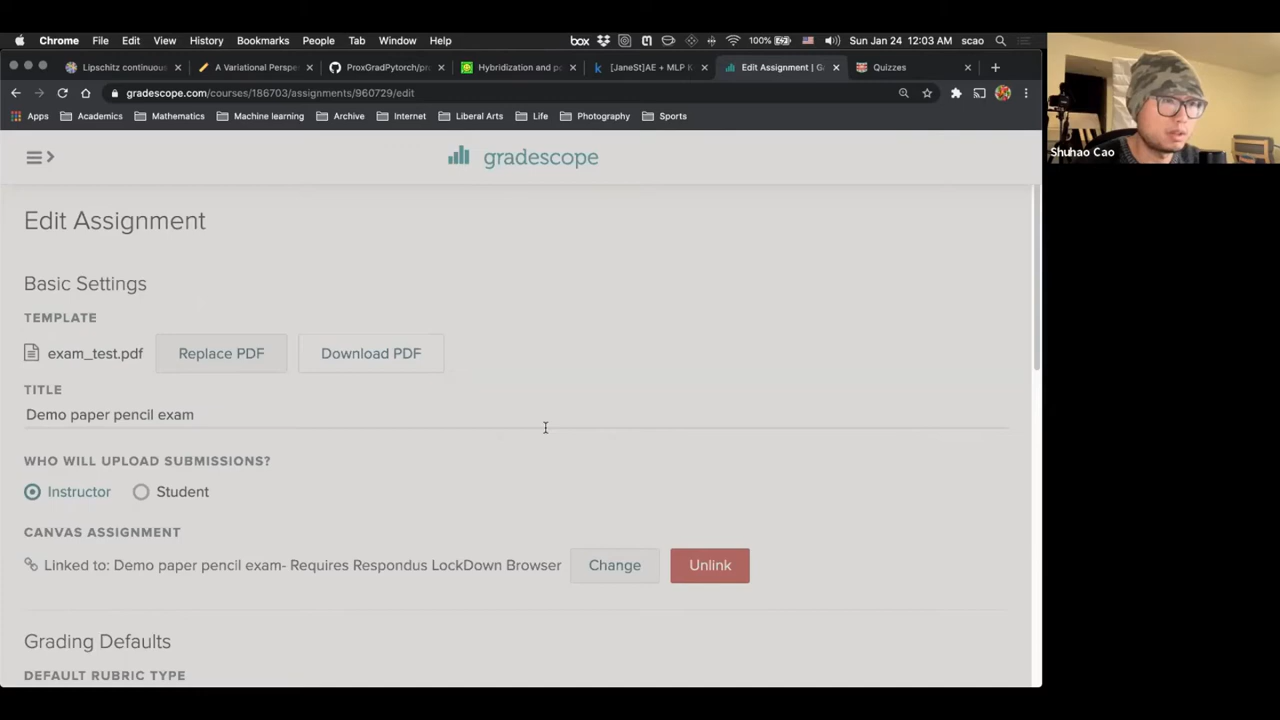 Chrome File Edit View History Bookmarks People Tab Window Help box 100% Sun Jan 24 12:03 AM scao
Lipschitz continuous A Variational Perspe ProxGradPytorch/pr Hybridization and po [JaneSt]AE + MLP K Edit Assignment | G Quizzes
gradescope.com/courses/186703/assignments/960729/edit
Apps Academics Mathematics Machine learning Archive Internet Liberal Arts Life Photography Sports
Shuhao Cao
gradescope
Edit Assignment
Basic Settings
TEMPLATE
exam_test.pdf Replace PDF Download PDF
TITLE
Demo paper pencil exam
WHO WILL UPLOAD SUBMISSIONS?
Instructor Student
CANVAS ASSIGNMENT
Linked to: Demo paper pencil exam- Requires Respondus LockDown Browser Change Unlink
Grading Defaults
DEFAULT RUBRIC TYPE